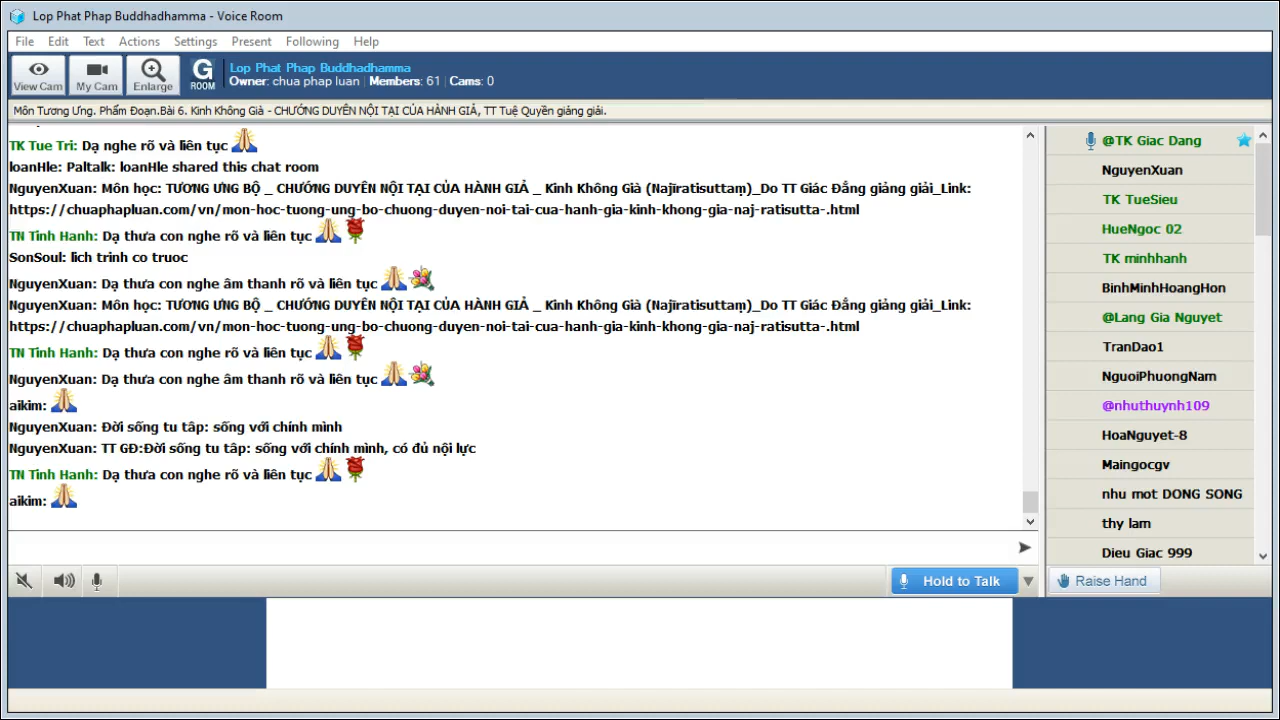 Lop Phat Phap Buddhadhamma - Voice Room
File Edit Text Actions Settings Present Following Help
View Cam My Cam Enlarge G ROOM
Lop Phat Phap Buddhadhamma
Owner: chua phap luan Members: 61 Cams: 0
Môn Tương Ưng. Phẩm Đoạn.Bài 6. Kinh Không Già - CHƯỚNG DUYÊN NỘI TẠI CỦA HÀNH GIẢ, TT Tuệ Quyền giảng giải.
TK Tue Tri: Dạ nghe rõ và liên tục
loanHle: Paltalk: loanHle shared this chat room
NguyenXuan: Môn học: TƯƠNG ƯNG BỘ _ CHƯỚNG DUYÊN NỘI TẠI CỦA HÀNH GIẢ _ Kinh Không Già (Najīratisuttaṃ)_Do TT Giác Đẳng giảng giải_Link:
https://chuaphapluan.com/vn/mon-hoc-tuong-ung-bo-chuong-duyen-noi-tai-cua-hanh-gia-kinh-khong-gia-naj-ratisutta-.html
TN Tinh Hanh: Dạ thưa con nghe rõ và liên tục
SonSoul: lich trinh co truoc
NguyenXuan: Dạ thưa con nghe âm thanh rõ và liên tục
NguyenXuan: Môn học: TƯƠNG ƯNG BỘ _ CHƯỚNG DUYÊN NỘI TẠI CỦA HÀNH GIẢ _ Kinh Không Già (Najīratisuttaṃ)_Do TT Giác Đẳng giảng giải_Link:
https://chuaphapluan.com/vn/mon-hoc-tuong-ung-bo-chuong-duyen-noi-tai-cua-hanh-gia-kinh-khong-gia-naj-ratisutta-.html
TN Tinh Hanh: Dạ thưa con nghe rõ và liên tục
NguyenXuan: Dạ thưa con nghe âm thanh rõ và liên tục
aikim:
NguyenXuan: Đời sống tu tâp: sống với chính mình
NguyenXuan: TT GĐ:Đời sống tu tâp: sống với chính mình, có đủ nội lực
TN Tinh Hanh: Dạ thưa con nghe rõ và liên tục
aikim:
@TK Giac Dang
NguyenXuan
TK TueSieu
HueNgoc 02
TK minhhanh
BinhMinhHoangHon
@Lang Gia Nguyet
TranDao1
NguoiPhuongNam
@nhuthuynh109
HoaNguyet-8
Maingocgv
nhu mot DONG SONG
thy lam
Dieu Giac 999
Hold to Talk
Raise Hand